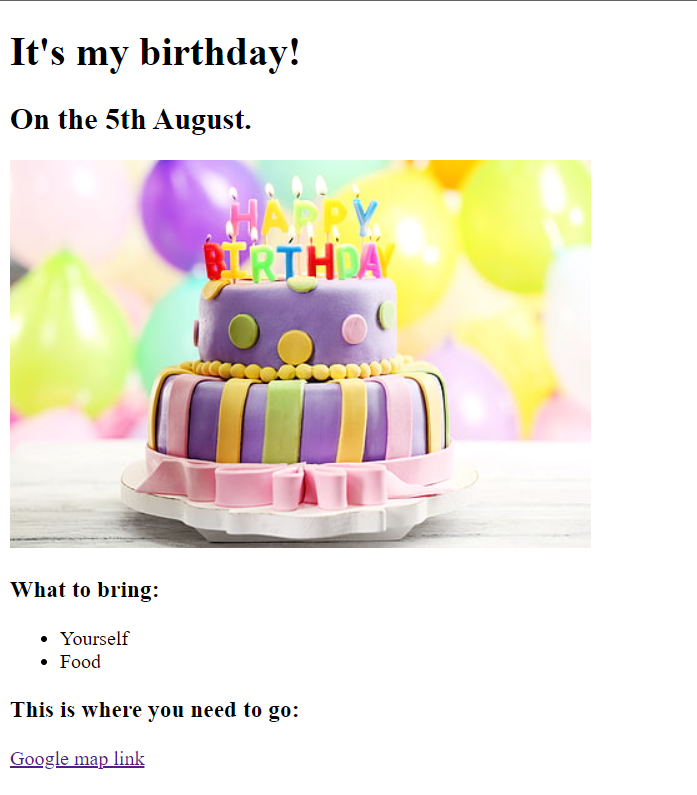 It's my birthday!
On the 5th August.
HAPPY
BIRTHDAY
What to bring:
Yourself
Food
This is where you need to go:
Google map link